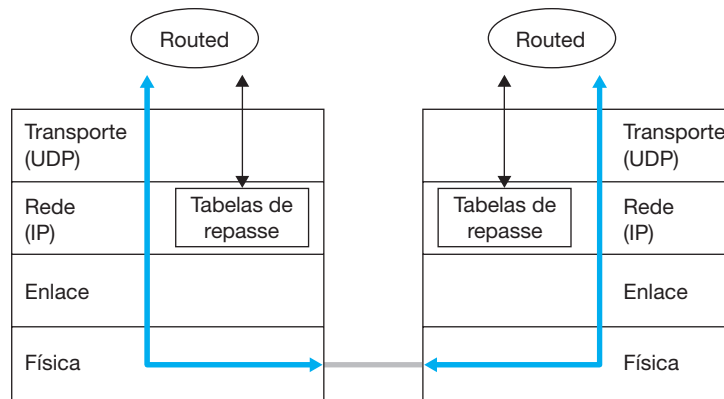 Routed
Routed
Transporte
(UDP)
Transporte
(UDP)
Rede
(IP)
Tabelas de
repasse
Tabelas de
repasse
Rede
(IP)
Enlace
Enlace
Física
Física